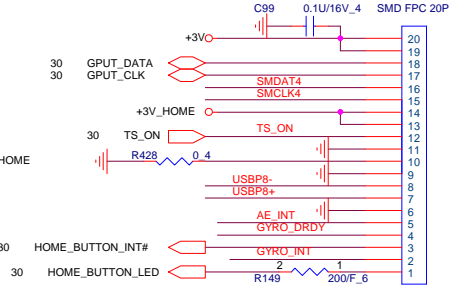 C99 0.1U/16V_4 SMD FPC 20P
+3V 20
19
30 GPUT_DATA 18
30 GPUT_CLK 17
SMDAT4 16
SMCLK4 15
+3V_HOME 14
13
30 TS_ON TS_ON 12
11
HOME R428 0_4 10
9
USBP8- 8
USBP8+ 7
6
AE_INT 5
GYRO_DRDY 4
30 HOME_BUTTON_INT# 3
GYRO_INT 2
30 HOME_BUTTON_LED 2 1 1
R149 200/F_6